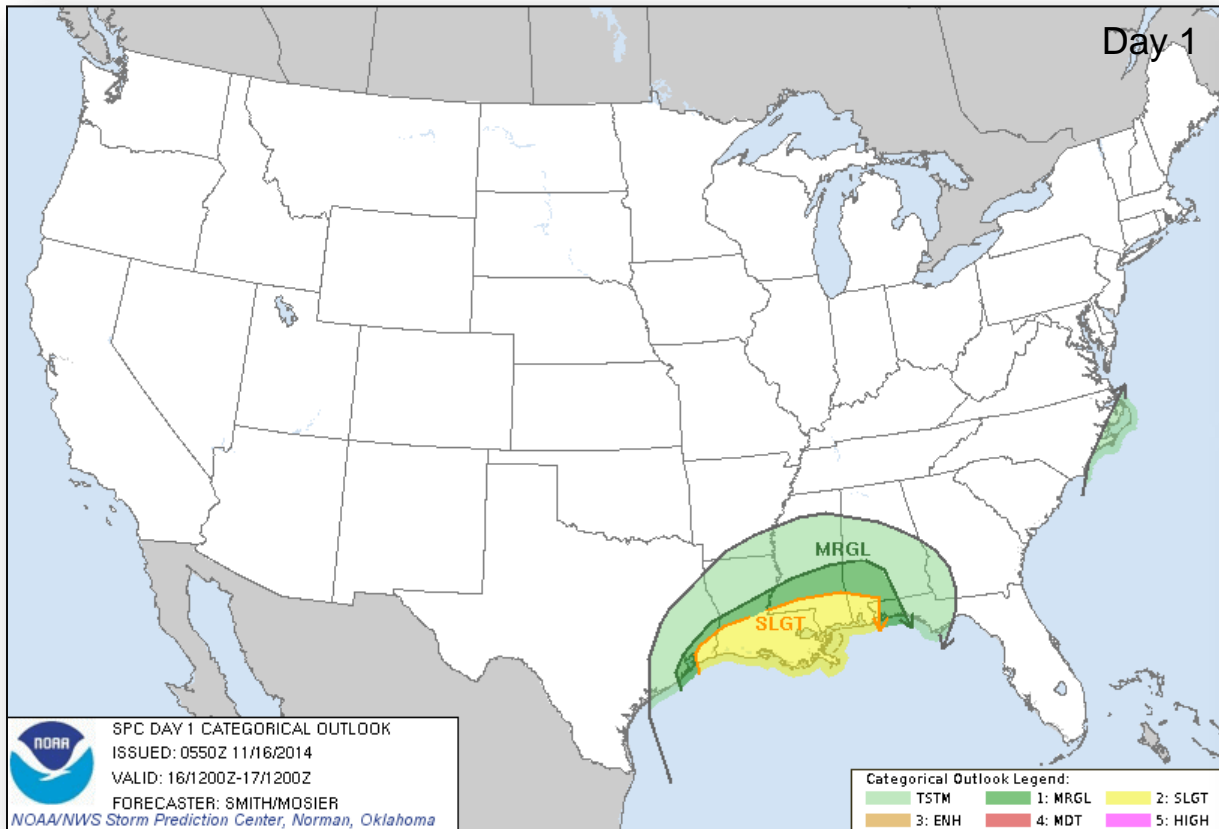 Day 1
MRGL
SLGT
NOAA
SPC DAY 1 CATEGORICAL OUTLOOK
ISSUED: 0550Z 11/16/2014
VALID: 16/1200Z-17/1200Z
FORECASTER: SMITH/MOSIER
NOAA/NWS Storm Prediction Center, Norman, Oklahoma
Categorical Outlook Legend:
TSTM 1: MRGL 2: SLGT
3: ENH 4: MDT 5: HIGH